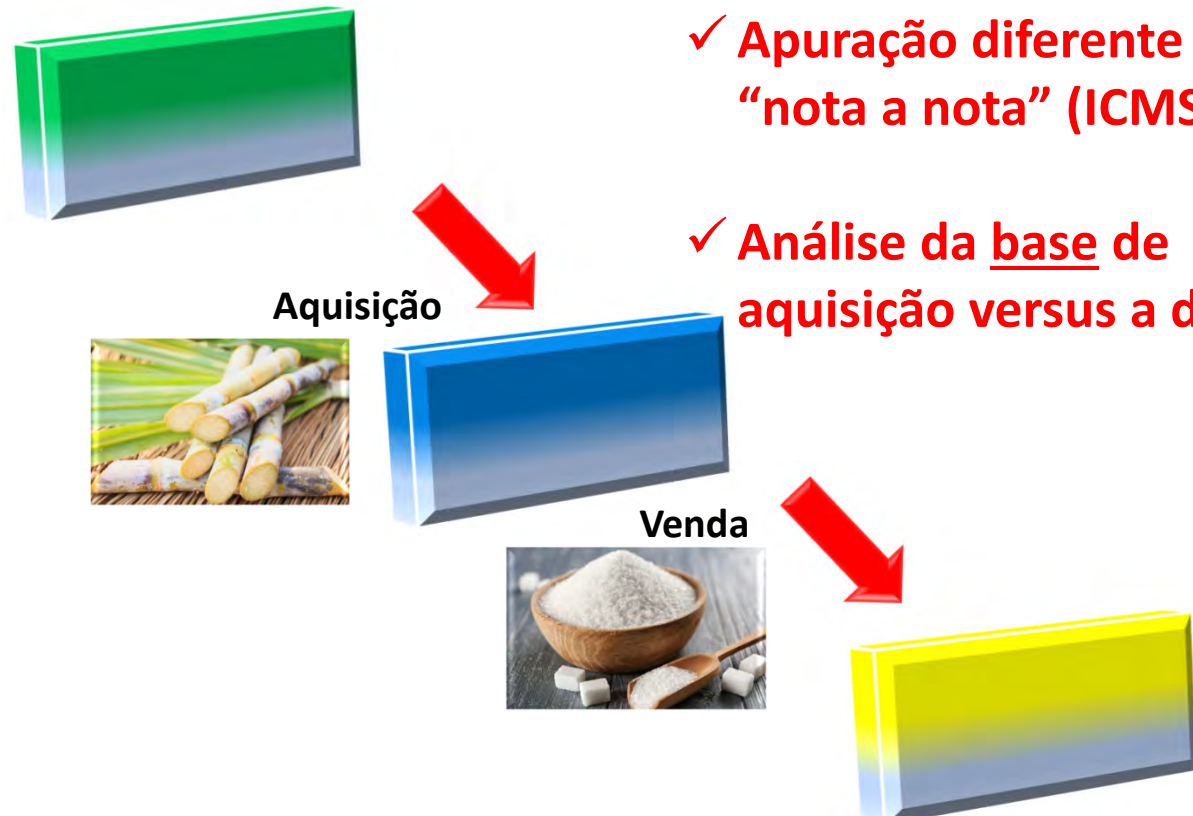 ✓ Apuração diferente
“nota a nota” (ICMS
✓ Análise da base de
aquisição versus a d
Aquisição
Venda